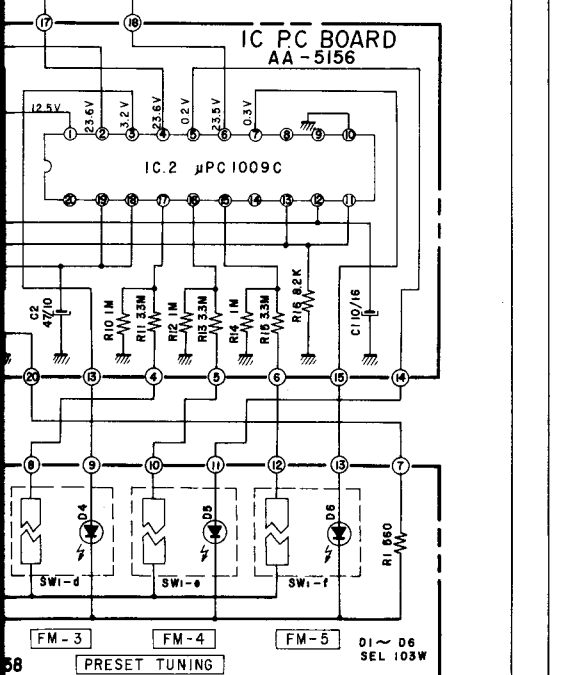 17 18
IC P.C BOARD
AA-5156
12.5V 23.6V 3.2V 23.6V 0.2V 23.5V 0.3V
1 2 3 4 5 6 7 8 9 10
IC.2 µPC1009C
20 19 18 17 16 15 14 13 12 11
C2 47/10
R10 1M
R11 3.3M
R12 1M
R13 3.3M
R14 1M
R15 3.3M
R16 8.2K
C1 10/16
20 13 4 5 6 15 14
8 9 10 11 12 13 7
D4 D5 D6
R1 560
SW1-d SW1-e SW1-f
FM-3 FM-4 FM-5
D1~D6
SEL 103W
58
PRESET TUNING